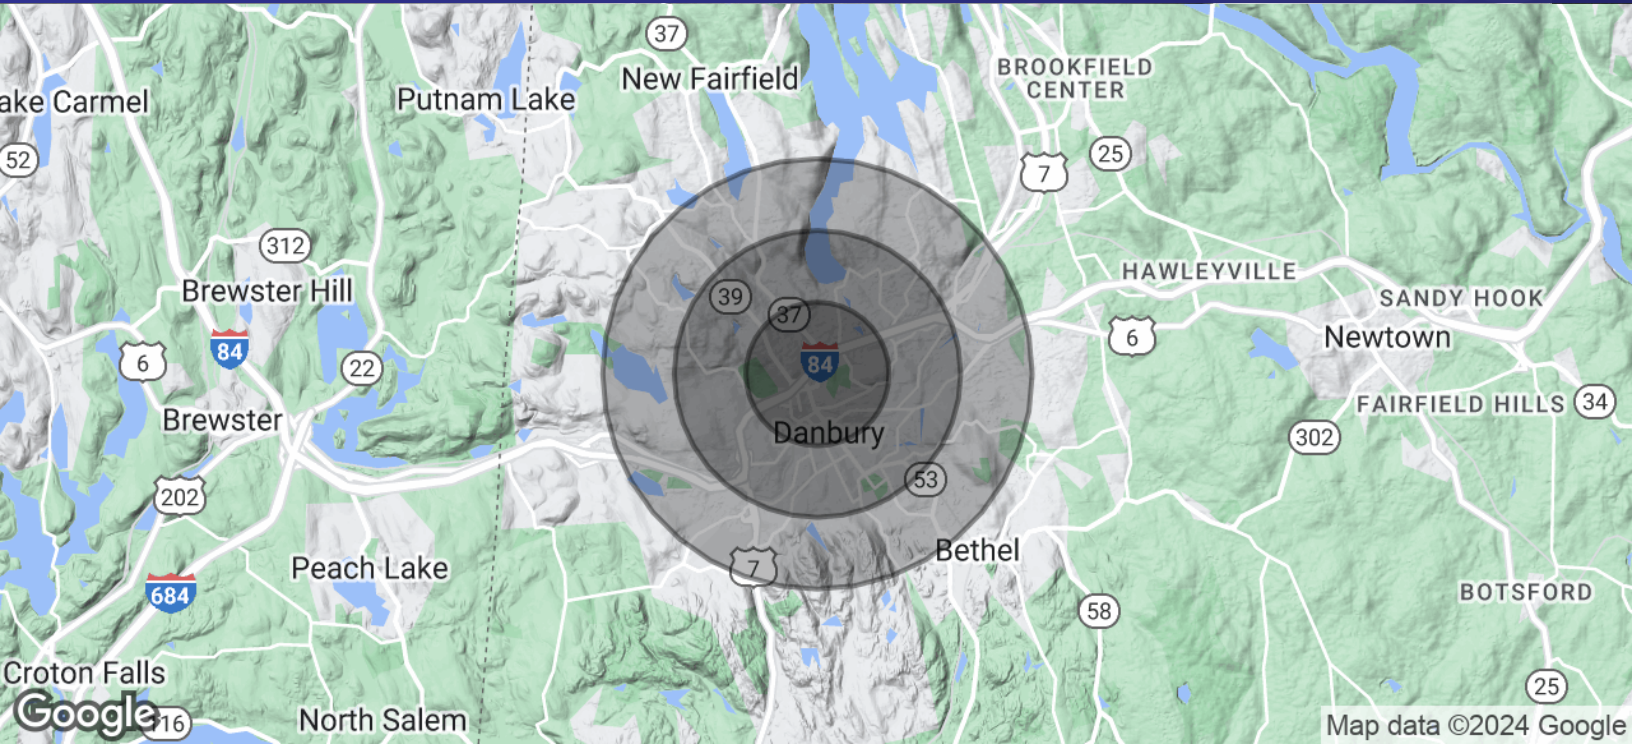 37
New Fairfield
BROOKFIELD
CENTER
ake Carmel
Putnam Lake
52
25
7
312
Brewster Hill
39
37
HAWLEYVILLE
SANDY HOOK
Newtown
6
6
84
84
22
Brewster
Danbury
FAIRFIELD HILLS
34
302
53
202
Bethel
7
Peach Lake
684
58
BOTSFORD
Croton Falls
25
Google
116
North Salem
Map data ©2024 Google